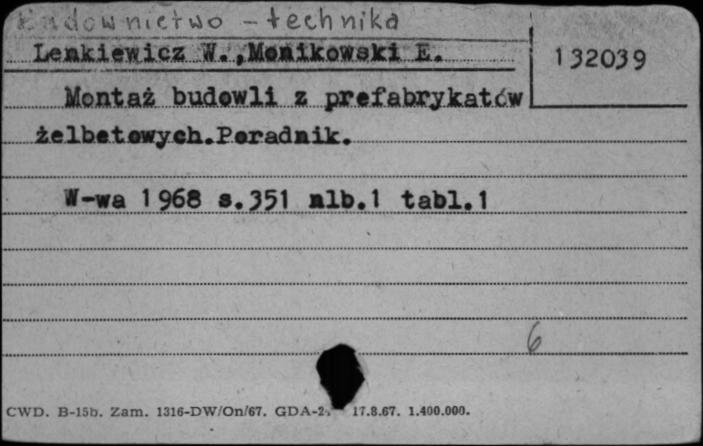 Budownictwo - technika
Lenkiewicz W.,Monikowski E.
132039
Montaż budowli z prefabrykatów
żelbetowych.Poradnik.
W-wa 1968 s.351 nlb.1 tabl.1
6
CWD. B-15b. Zam. 1316-DW/On/67. GDA-2. 17.8.67. 1.400.000.